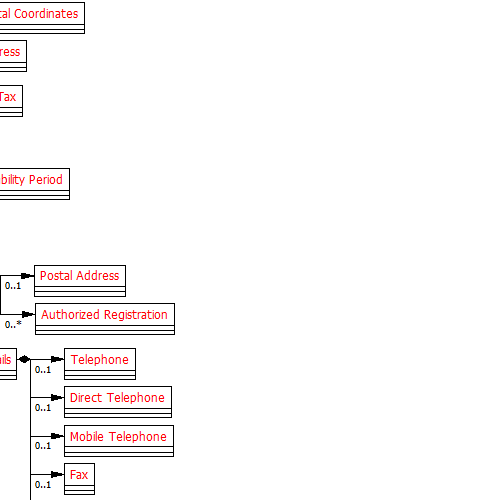 tal Coordinates
ress
Tax
bility Period
Postal Address
0..1
Authorized Registration
0..*
ils
Telephone
0..1
Direct Telephone
0..1
Mobile Telephone
0..1
Fax
0..1